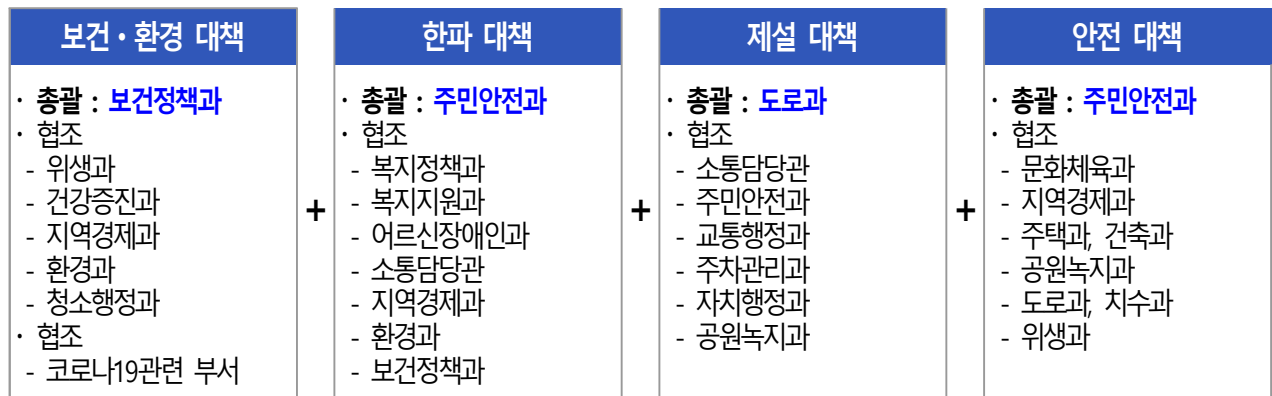 보건·환경 대책
· 총괄 : 보건정책과
· 협조
- 위생과
- 건강증진과
- 지역경제과
- 환경과
- 청소행정과
· 협조
- 코로나19관련 부서
+
한파 대책
· 총괄 : 주민안전과
· 협조
- 복지정책과
- 복지지원과
- 어르신장애인과
- 소통담당관
- 지역경제과
- 환경과
- 보건정책과
+
제설 대책
· 총괄 : 도로과
· 협조
- 소통담당관
- 주민안전과
- 교통행정과
- 주차관리과
- 자치행정과
- 공원녹지과
+
안전 대책
· 총괄 : 주민안전과
· 협조
- 문화체육과
- 지역경제과
- 주택과, 건축과
- 공원녹지과
- 도로과, 치수과
- 위생과